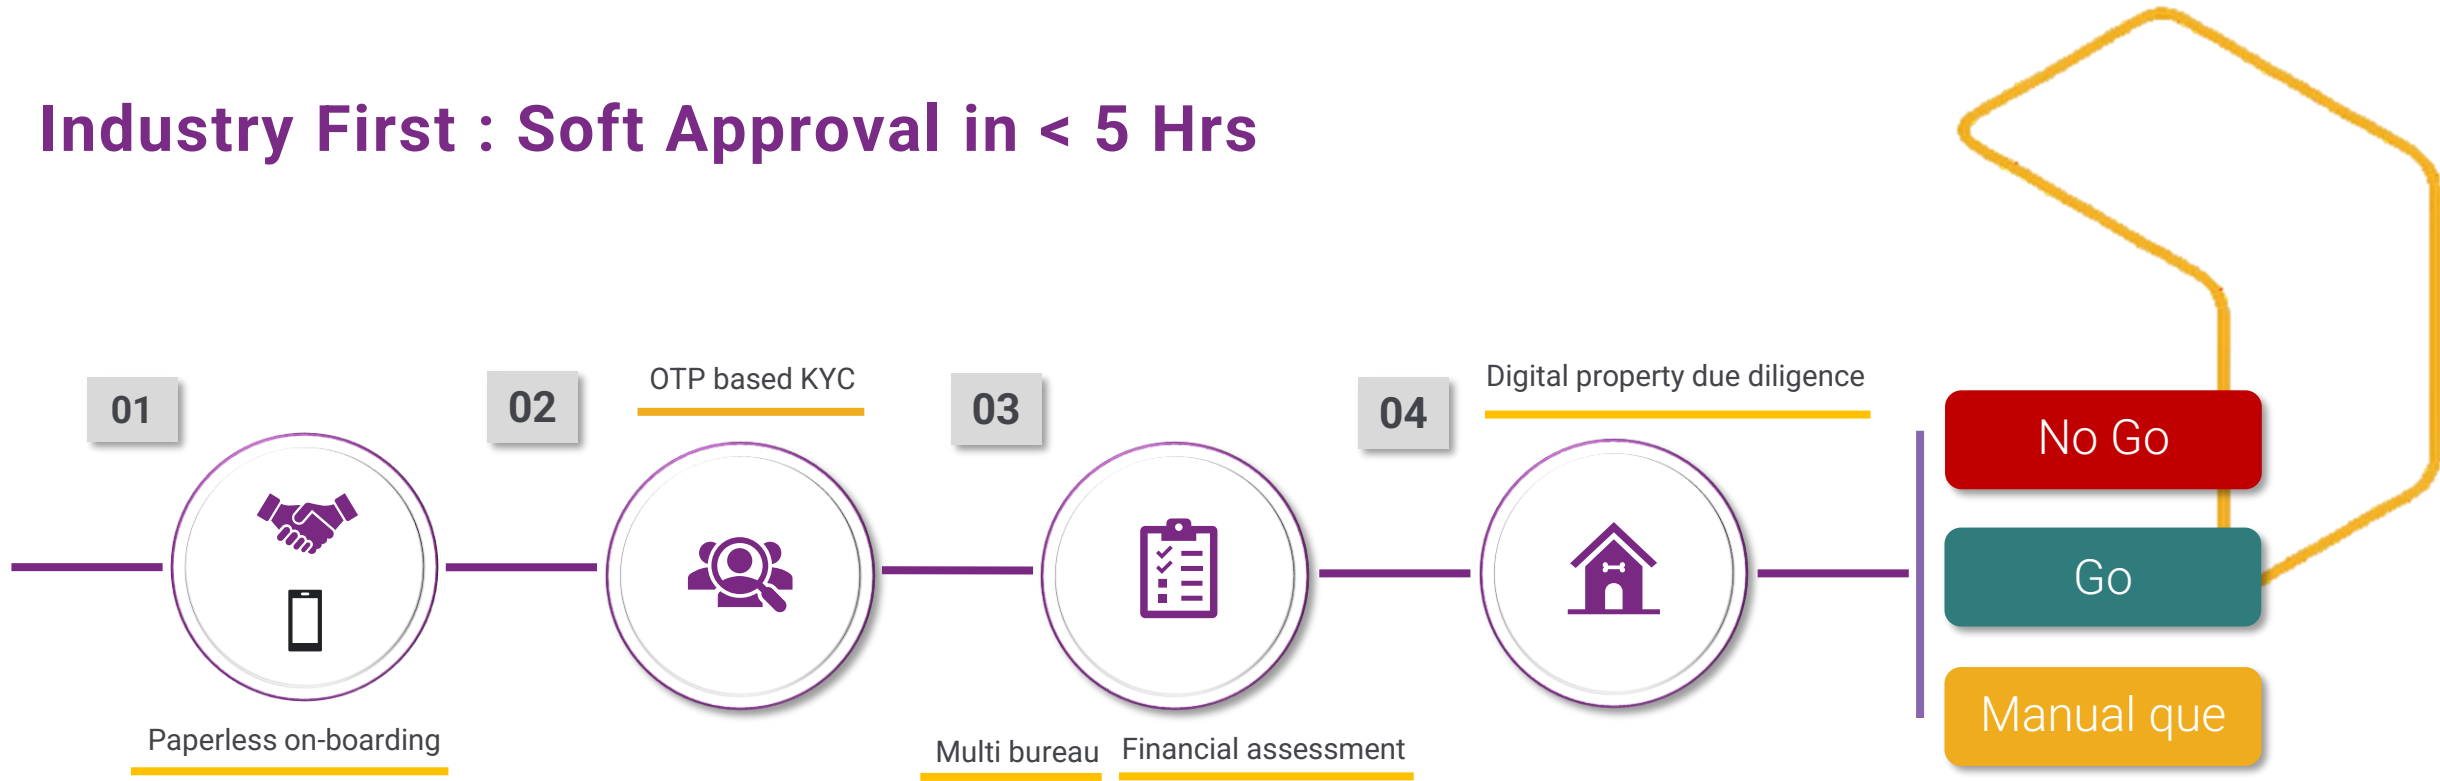 Industry First : Soft Approval in < 5 Hrs
01
Paperless on-boarding
02
OTP based KYC
03
Multi bureau
Financial assessment
04
Digital property due diligence
No Go
Go
Manual que